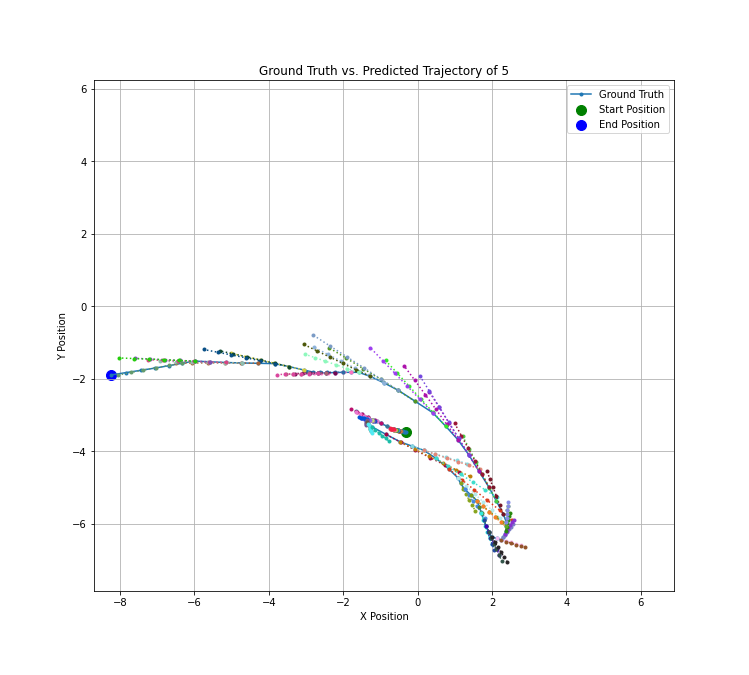 Ground Truth vs. Predicted Trajectory of 5
Ground Truth
Start Position
End Position
6
4
2
0
−2
−4
−6
Y Position
−8
−6
−4
−2
0
2
4
6
X Position